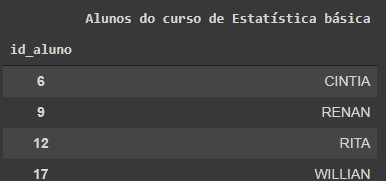 Alunos do curso de Estatística básica
id_aluno
6 CINTIA
9 RENAN
12 RITA
17 WILLIAN